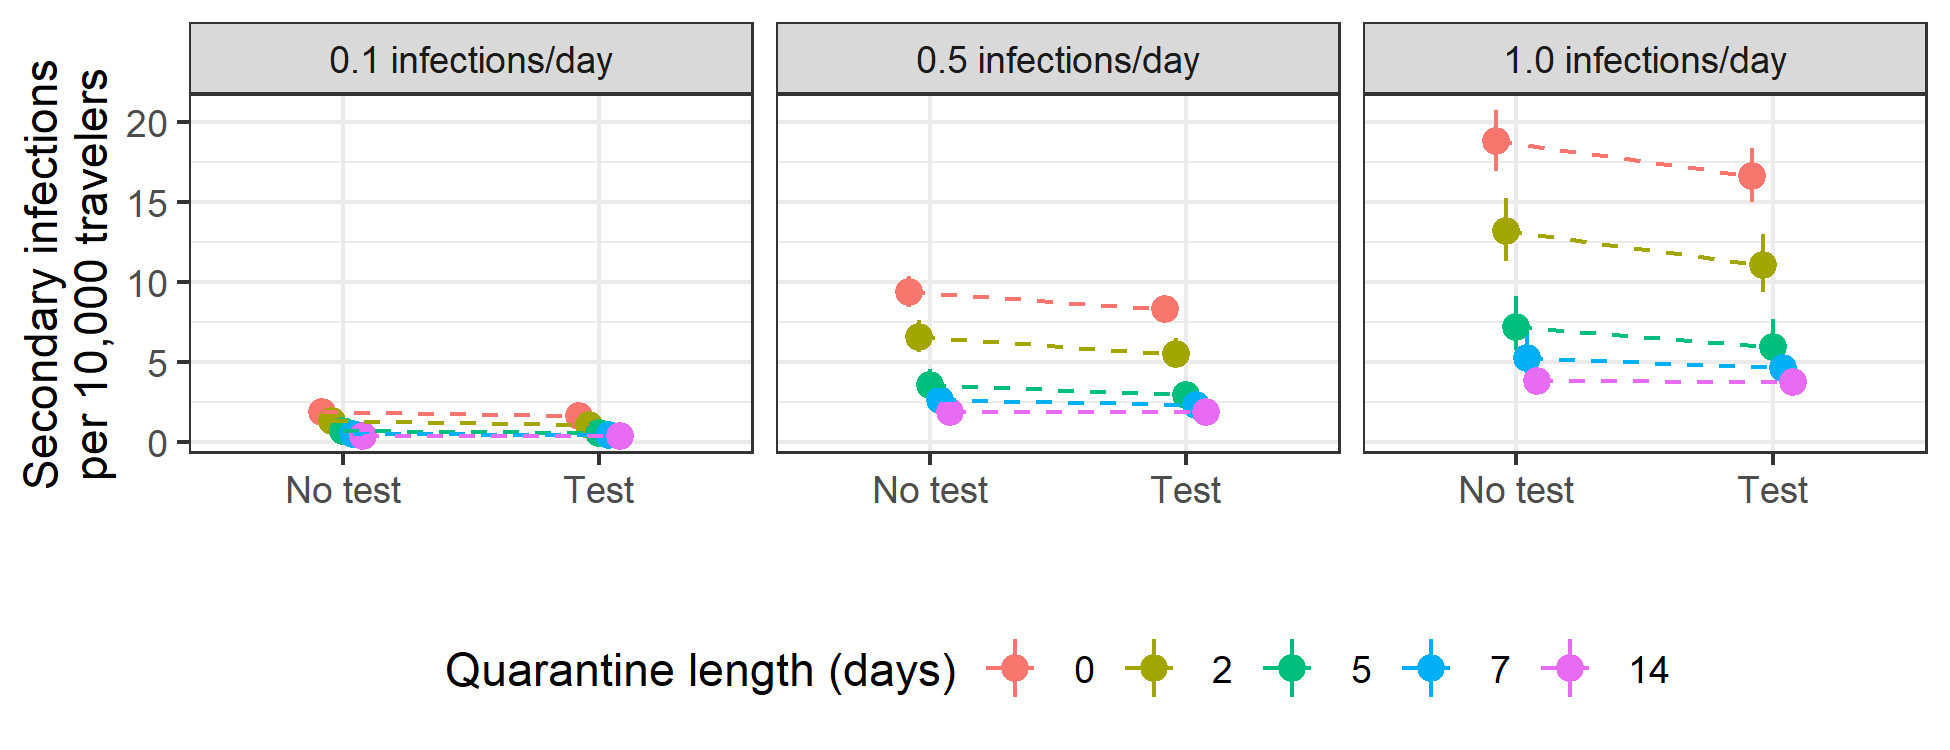 0.1 infections/day
0.5 infections/day
1.0 infections/day
Secondary infections
per 10,000 travelers
20
15
10
5
0
No test
Test
No test
Test
No test
Test
Quarantine length (days) 0 2 5 7 14